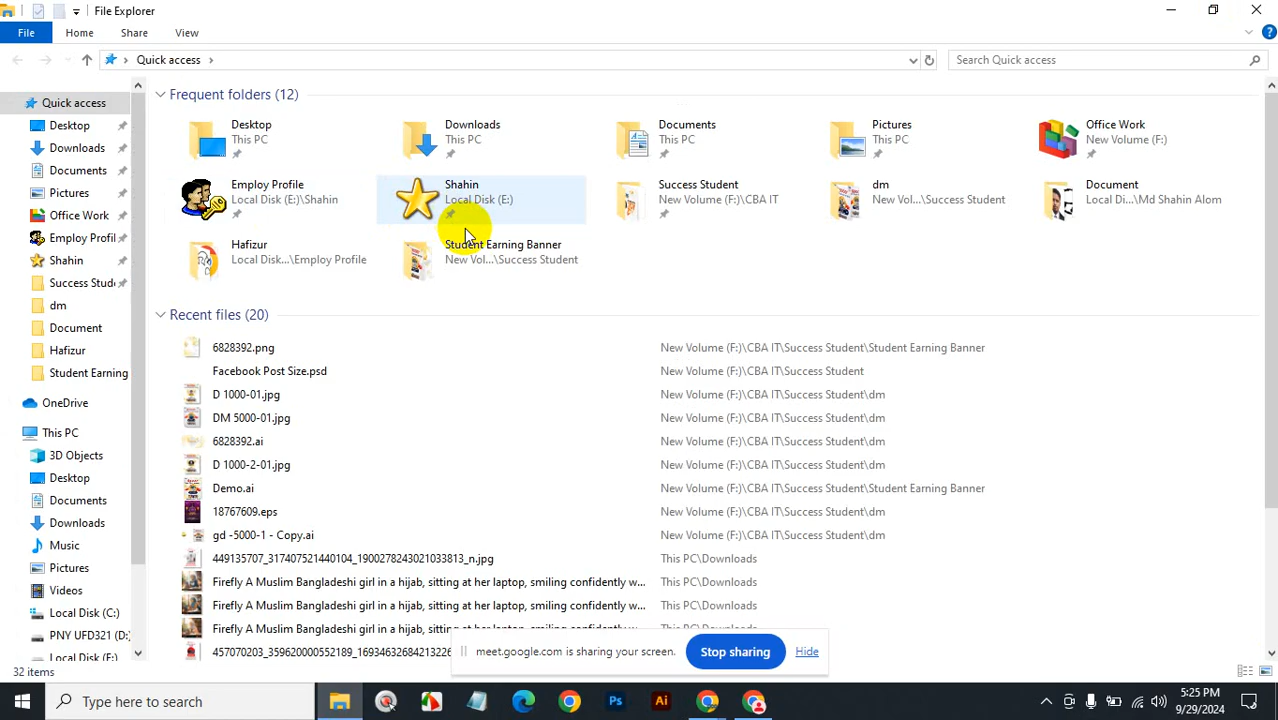 File Explorer
File Home Share View
Quick access
Search Quick access
Quick access
Desktop
Downloads
Documents
Pictures
Office Work
Employ Profil
Shahin
Success Stud
dm
Document
Hafizur
Student Earning
OneDrive
This PC
3D Objects
Desktop
Documents
Downloads
Music
Pictures
Videos
Local Disk (C:)
PNY UFD321 (D:)
Local Disk (E:)
Frequent folders (12)
Desktop
This PC
Downloads
This PC
Documents
This PC
Pictures
This PC
Office Work
New Volume (F:)
Employ Profile
Local Disk (E:)\Shahin
Shahin
Local Disk (E:)
Success Student
New Volume (F:)\CBA IT
dm
New Vol...\Success Student
Document
Local Di...\Md Shahin Alom
Hafizur
Local Disk...\Employ Profile
Student Earning Banner
New Vol...\Success Student
Recent files (20)
6828392.png New Volume (F:)\CBA IT\Success Student\Student Earning Banner
Facebook Post Size.psd New Volume (F:)\CBA IT\Success Student
D 1000-01.jpg New Volume (F:)\CBA IT\Success Student\dm
DM 5000-01.jpg New Volume (F:)\CBA IT\Success Student\dm
6828392.ai New Volume (F:)\CBA IT\Success Student\dm
D 1000-2-01.jpg New Volume (F:)\CBA IT\Success Student\dm
Demo.ai New Volume (F:)\CBA IT\Success Student\Student Earning Banner
18767609.eps New Volume (F:)\CBA IT\Success Student\dm
gd -5000-1 - Copy.ai New Volume (F:)\CBA IT\Success Student\dm
449135707_317407521440104_1900278243021033813_n.jpg This PC\Downloads
Firefly A Muslim Bangladeshi girl in a hijab, sitting at her laptop, smiling confidently w... This PC\Downloads
Firefly A Muslim Bangladeshi girl in a hijab, sitting at her laptop, smiling confidently w... This PC\Downloads
Firefly A Muslim Bangladeshi girl in a hijab, sitting at her laptop, smiling confidently w... This PC\Downloads
meet.google.com is sharing your screen. Stop sharing Hide
32 items
Type here to search
Ps
Ai
5:25 PM
9/29/2024